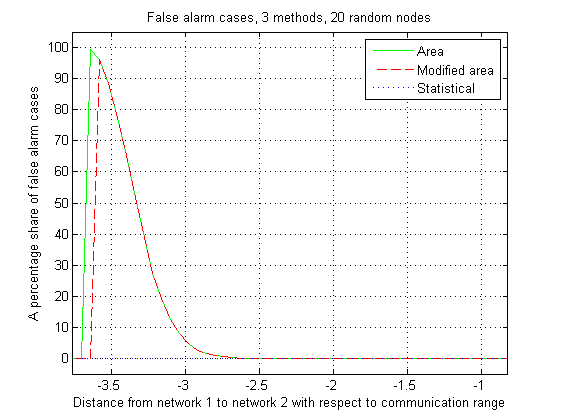 False alarm cases, 3 methods, 20 random nodes
Area
Modified area
Statistical
A percentage share of false alarm cases
100
90
80
70
60
50
40
30
20
10
0
-3.5 -3 -2.5 -2 -1.5 -1
Distance from network 1 to network 2 with respect to communication range